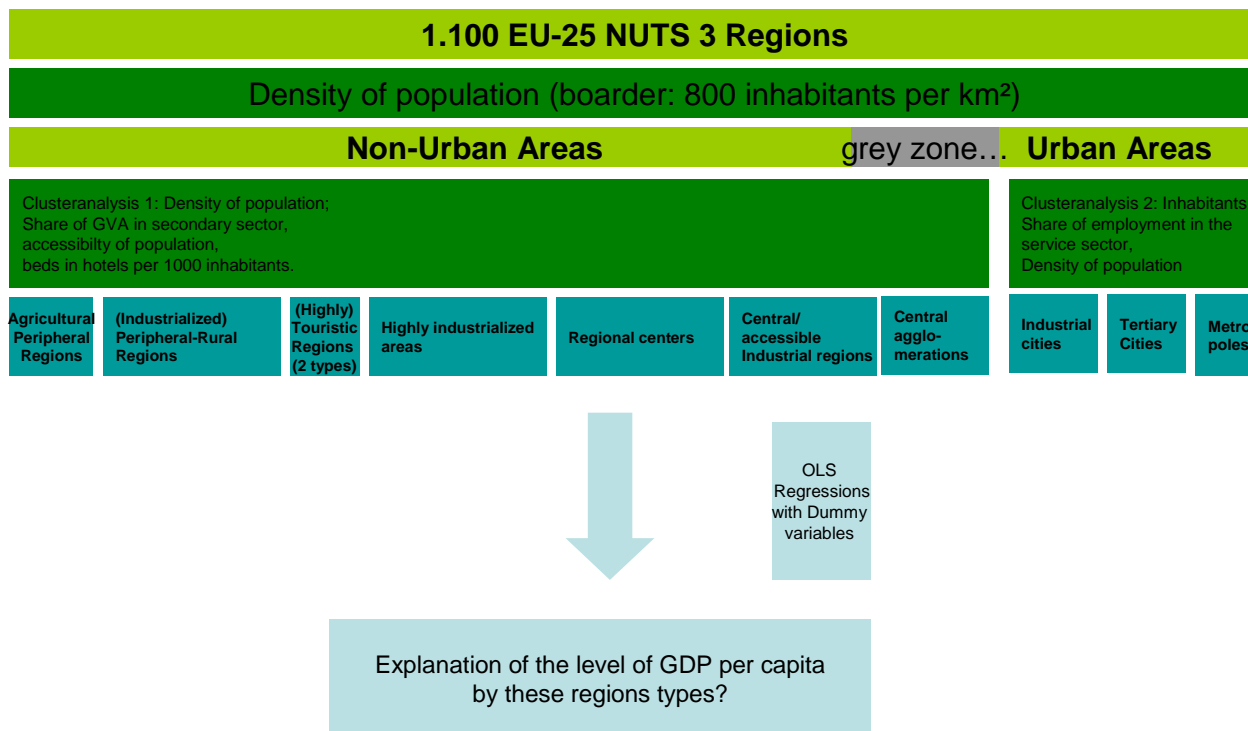 1.100 EU-25 NUTS 3 Regions
Density of population (boarder: 800 inhabitants per km²)
Non-Urban Areas
grey zone…
Urban Areas
Clusteranalysis 1: Density of population;
Share of GVA in secondary sector,
accessibilty of population,
beds in hotels per 1000 inhabitants.
Clusteranalysis 2: Inhabitants
Share of employment in the
service sector,
Density of population
Agricultural
Peripheral
Regions
(Industrialized)
Peripheral-Rural
Regions
(Highly)
Touristic
Regions
(2 types)
Highly industrialized
areas
Regional centers
Central/
accessible
Industrial regions
Central
agglo-
merations
Industrial
cities
Tertiary
Cities
Metro
poles
OLS
Regressions
with Dummy
variables
Explanation of the level of GDP per capita
by these regions types?